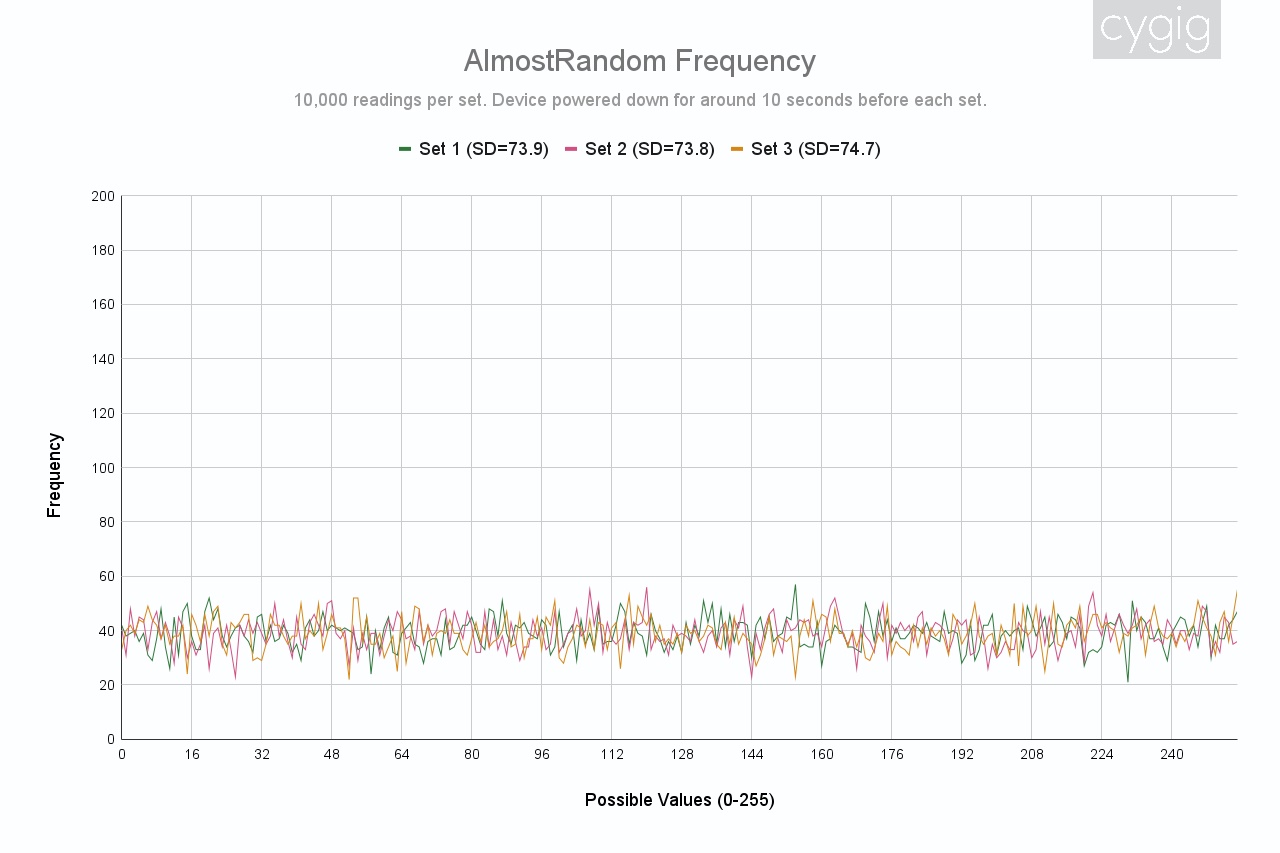 cygig
AlmostRandom Frequency
10,000 readings per set. Device powered down for around 10 seconds before each set.
Set 1 (SD=73.9) Set 2 (SD=73.8) Set 3 (SD=74.7)
200
180
160
140
120
100
80
60
40
20
0
Frequency
0 16 32 48 64 80 96 112 128 144 160 176 192 208 224 240
Possible Values (0-255)